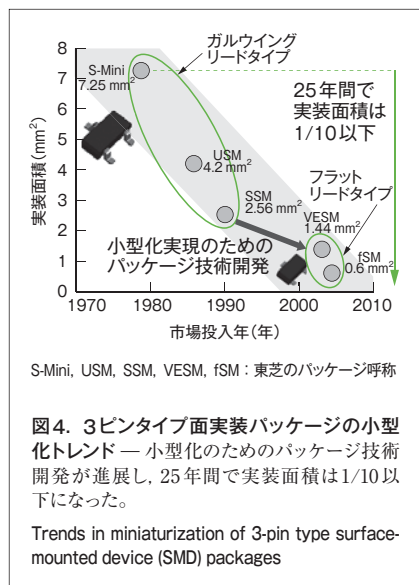 8
7
6
5
4
3
2
1
0
実装面積(mm²)
ガルウイング
リードタイプ
S-Mini
7.25 mm²
25年間で
実装面積は
1/10以下
USM
4.2 mm²
SSM
2.56 mm²
フラット
リードタイプ
VESM
1.44 mm²
fSM
0.6 mm²
小型化実現のための
パッケージ技術開発
1970 1980 1990 2000 2010
市場投入年(年)
S-Mini, USM, SSM, VESM, fSM：東芝のパッケージ呼称
図4．3ピンタイプ面実装パッケージの小型
化トレンド — 小型化のためのパッケージ技術
開発が進展し，25年間で実装面積は1/10以
下になった。
Trends in miniaturization of 3-pin type surface-
mounted device (SMD) packages